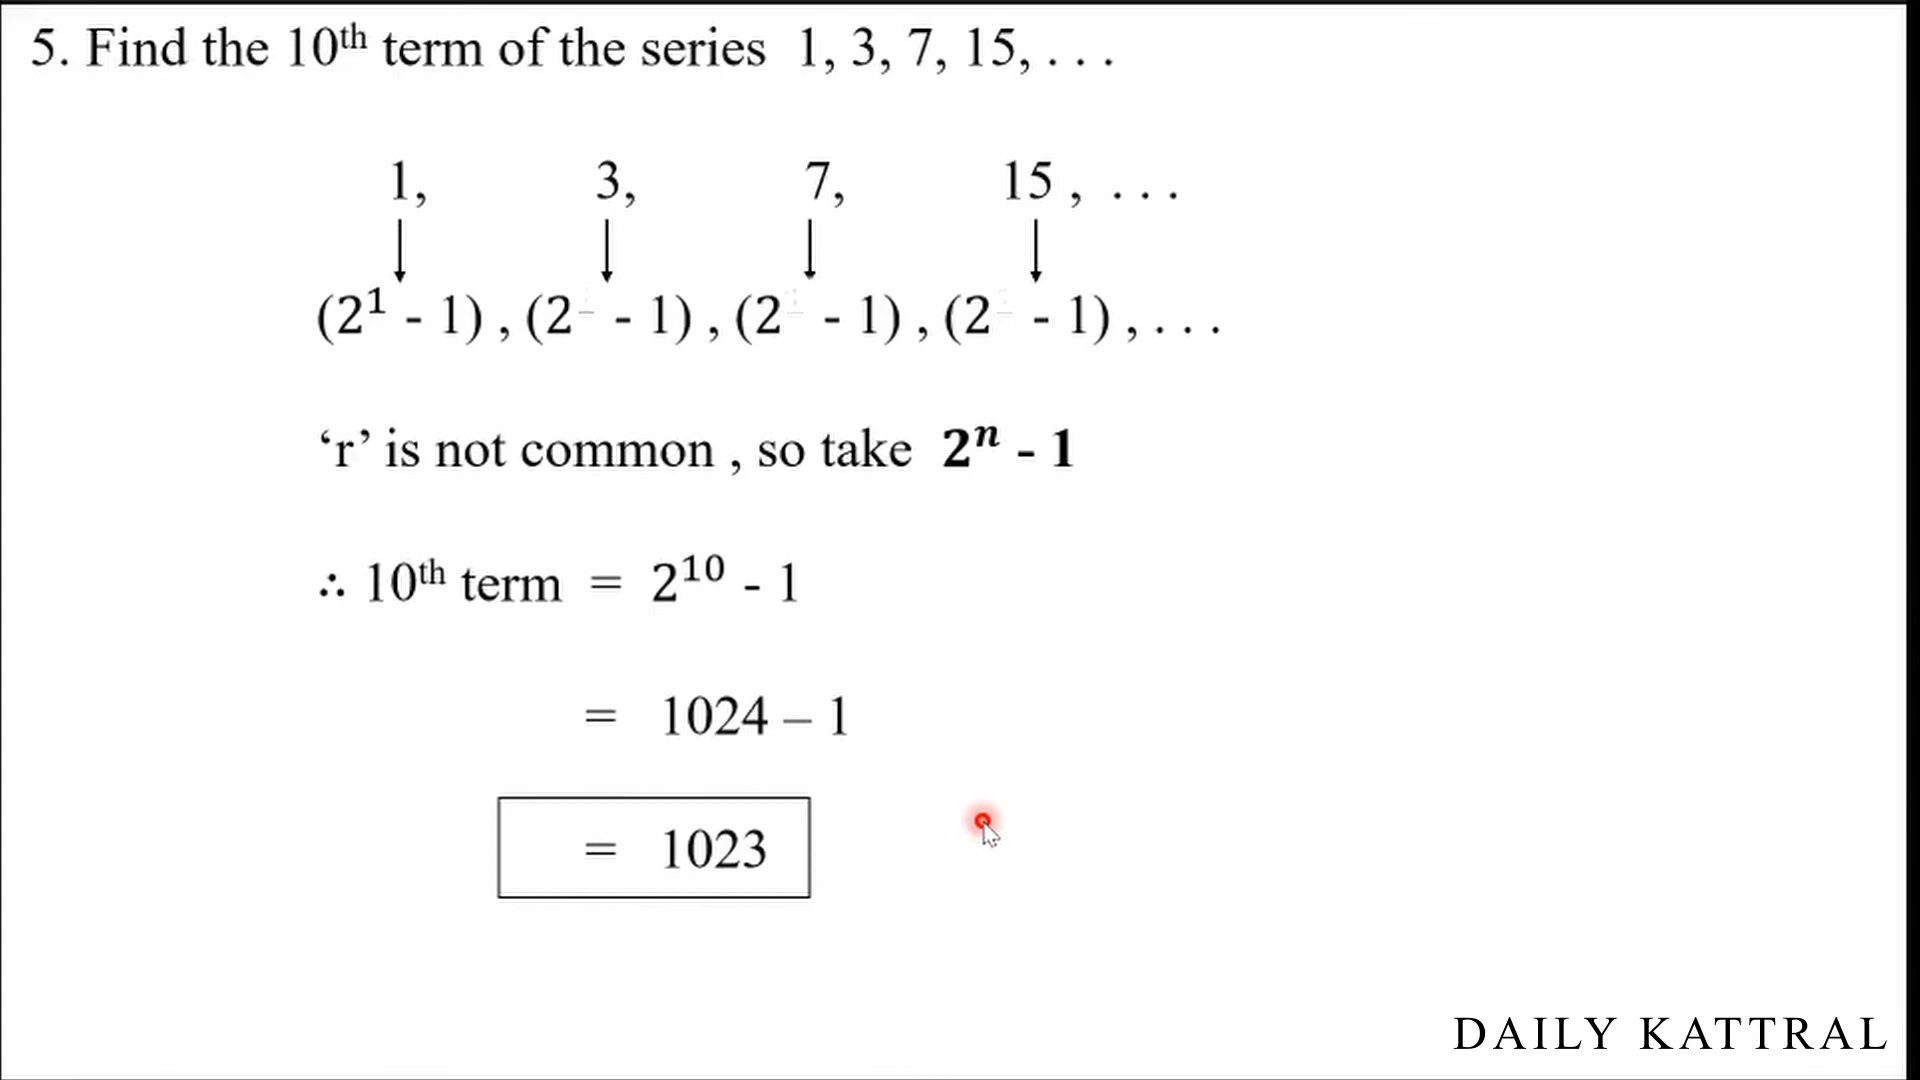 5. Find the 10th term of the series 1, 3, 7, 15, . . .
1, 3, 7, 15 , . . .
(2¹ - 1) , (2 - 1) , (2 - 1) , (2 - 1) , . . .
‘r’ is not common , so take 2ⁿ - 1
∴ 10th term = 2¹⁰ - 1
= 1024 – 1
= 1023
DAILY KATTRAL